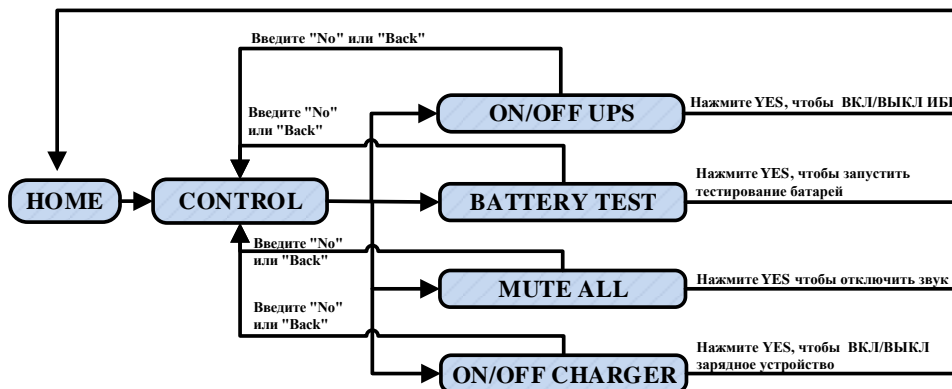 Введите "No" или "Back"
Введите "No"
или "Back"
ON/OFF UPS
Нажмите YES, чтобы ВКЛ/ВЫКЛ ИБП
HOME
CONTROL
BATTERY TEST
Нажмите YES, чтобы запустить
тестирование батарей
Введите "No"
или "Back"
MUTE ALL
Нажмите YES чтобы отключить звук
Введите "No"
или "Back"
ON/OFF CHARGER
Нажмите YES, чтобы ВКЛ/ВЫКЛ
зарядное устройство